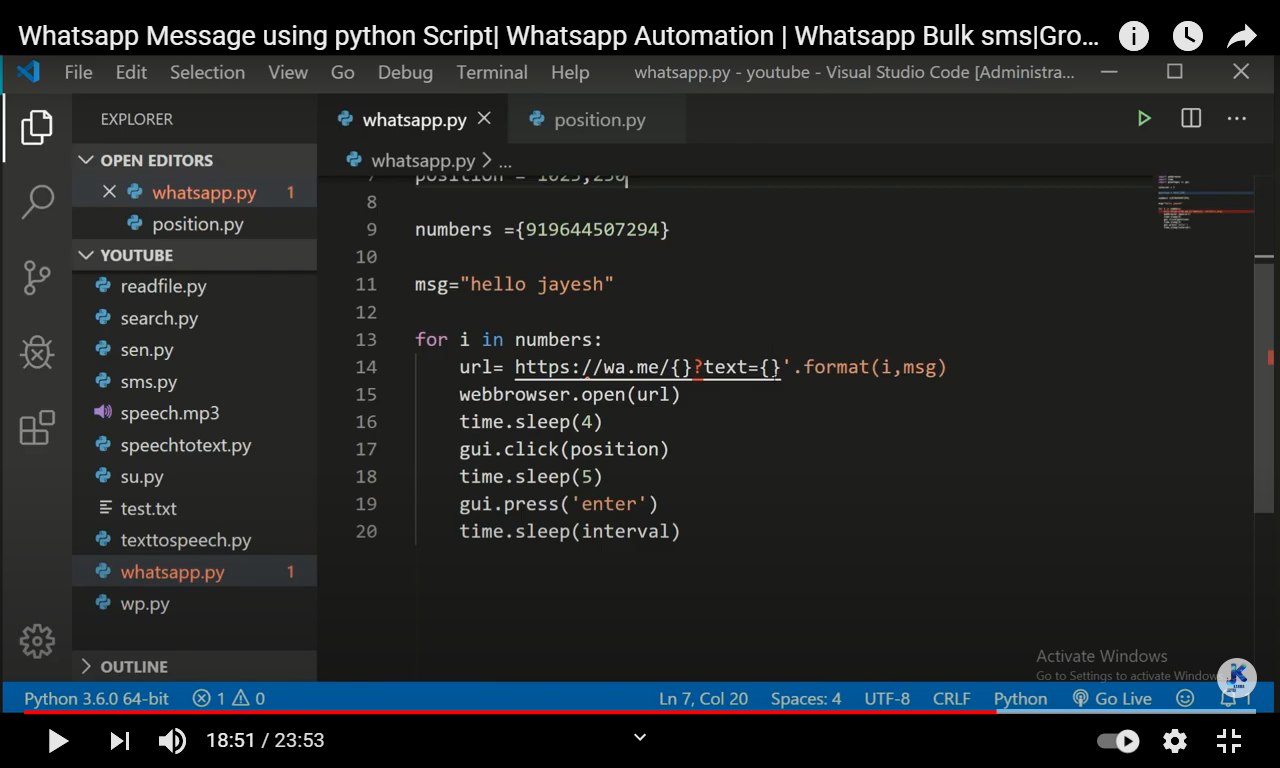 Whatsapp Message using python Script| Whatsapp Automation | Whatsapp Bulk sms|Gro...
File Edit Selection View Go Debug Terminal Help whatsapp.py - youtube - Visual Studio Code [Administra...
EXPLORER
OPEN EDITORS
whatsapp.py 1
position.py
YOUTUBE
readfile.py
search.py
sen.py
sms.py
speech.mp3
speechtotext.py
su.py
test.txt
texttospeech.py
whatsapp.py 1
wp.py
OUTLINE
whatsapp.py position.py
whatsapp.py > ...
7 position = 1023,230
8
9 numbers ={919644507294}
10
11 msg="hello jayesh"
12
13 for i in numbers:
14 url= https://wa.me/{}?text={}'.format(i,msg)
15 webbrowser.open(url)
16 time.sleep(4)
17 gui.click(position)
18 time.sleep(5)
19 gui.press('enter')
20 time.sleep(interval)
Activate Windows
Go to Settings to activate Window
Python 3.6.0 64-bit 1 0 Ln 7, Col 20 Spaces: 4 UTF-8 CRLF Python Go Live 1
18:51 / 23:53